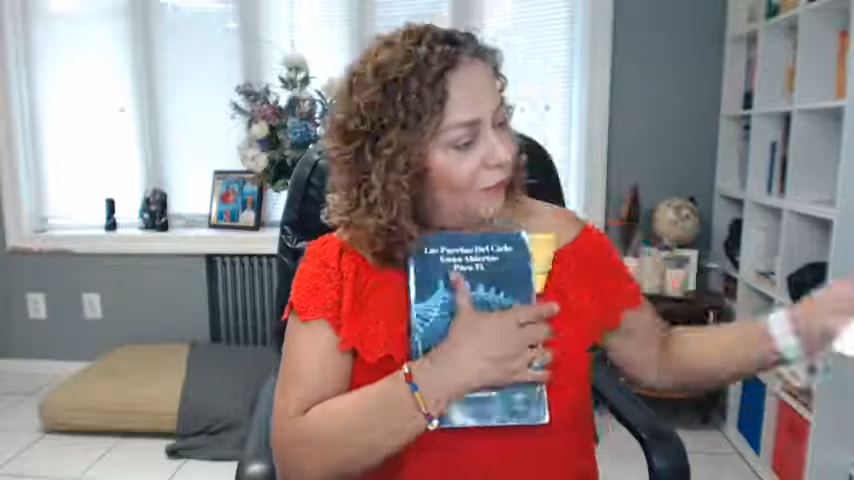 Las Puertas Del Cielo
Están Abiertas
Para Ti.